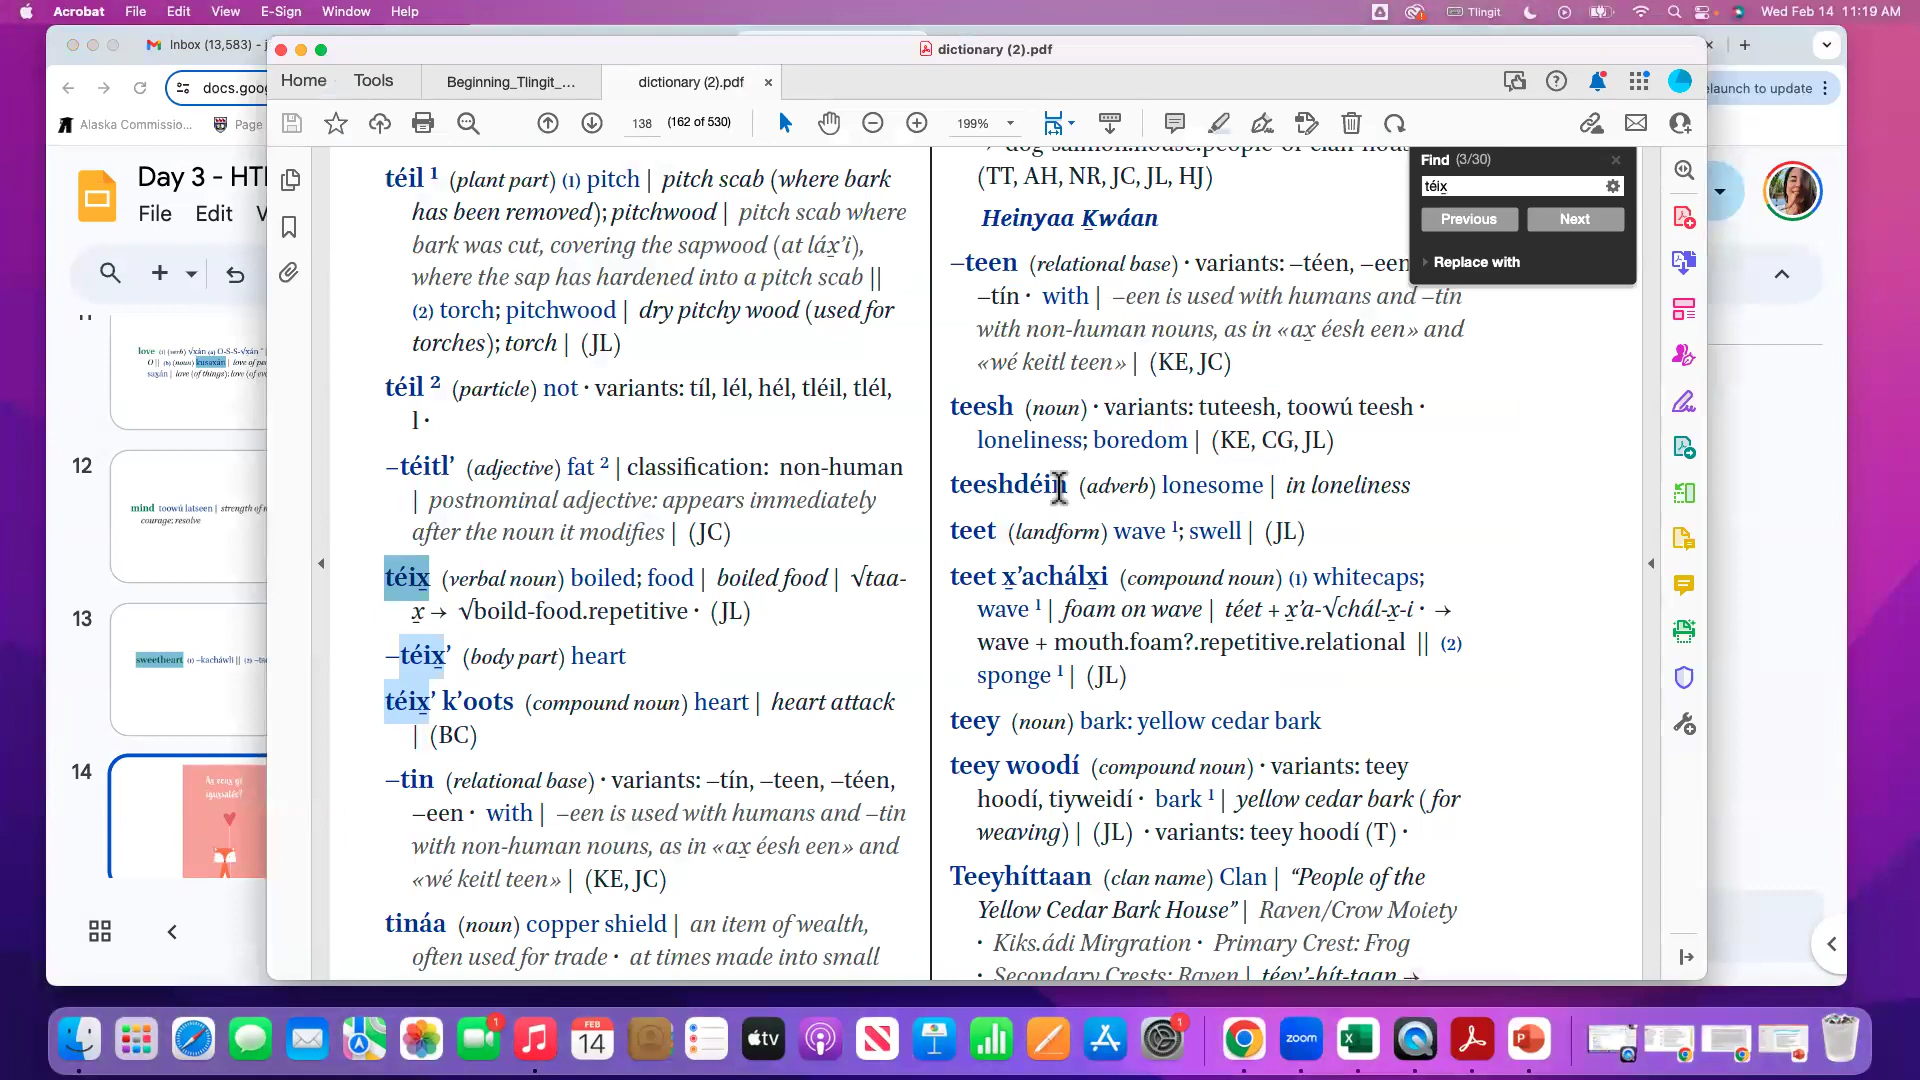 Acrobat File Edit View E-Sign Window Help
Tlingit Wed Feb 14 11:19 AM
Inbox (13,583) -
dictionary (2).pdf
docs.goo
elaunch to update
Home Tools Beginning_Tlingit_... dictionary (2).pdf
138 (162 of 530) 199%
Alaska Commissio... Page
Day 3 - HTI
File Edit
Find (3/30)
téix̱
Previous Next
Replace with
téil ¹ (plant part) (1) pitch | pitch scab (where bark
has been removed); pitchwood | pitch scab where
bark was cut, covering the sapwood (at láx̱’i),
where the sap has hardened into a pitch scab ||
(2) torch; pitchwood | dry pitchy wood (used for
torches); torch | (JL)
téil ² (particle) not · variants: tíl, lél, hél, tléil, tlél,
l ·
–téitl’ (adjective) fat ² | classification: non-human
| postnominal adjective: appears immediately
after the noun it modifies | (JC)
téix̱ (verbal noun) boiled; food | boiled food | √taa-
x̱ → √boild-food.repetitive · (JL)
–téix̱’ (body part) heart
téix̱’ k’oots (compound noun) heart | heart attack
| (BC)
–tin (relational base) · variants: –tín, –teen, –téen,
–een · with | –een is used with humans and –tin
with non-human nouns, as in «ax̱ éesh een» and
«wé keitl teen» | (KE, JC)
tináa (noun) copper shield | an item of wealth,
often used for trade · at times made into small
(TT, AH, NR, JC, JL, HJ)
Heinyaa Ḵwáan
–teen (relational base) · variants: –téen, –een
–tín · with | –een is used with humans and –tin
with non-human nouns, as in «ax̱ éesh een» and
«wé keitl teen» | (KE, JC)
teesh (noun) · variants: tuteesh, toowú teesh ·
loneliness; boredom | (KE, CG, JL)
teeshdéin (adverb) lonesome | in loneliness
teet (landform) wave ¹; swell | (JL)
teet x̱’achálx̱i (compound noun) (1) whitecaps;
wave ¹ | foam on wave | téet + x̱’a-√chál-x̱-i · →
wave + mouth.foam?.repetitive.relational || (2)
sponge ¹ | (JL)
teey (noun) bark: yellow cedar bark
teey woodí (compound noun) · variants: teey
hoodí, tiyweidí · bark ¹ | yellow cedar bark (for
weaving) | (JL) · variants: teey hoodí (T) ·
Teeyhíttaan (clan name) Clan | “People of the
Yellow Cedar Bark House” | Raven/Crow Moiety
· Kiks.ádi Mirgration · Primary Crest: Frog
· Secondary Crests: Raven | téey’-hít-taan →
12
13
14
sweetheart
tv
zoom
FEB
14
1
1